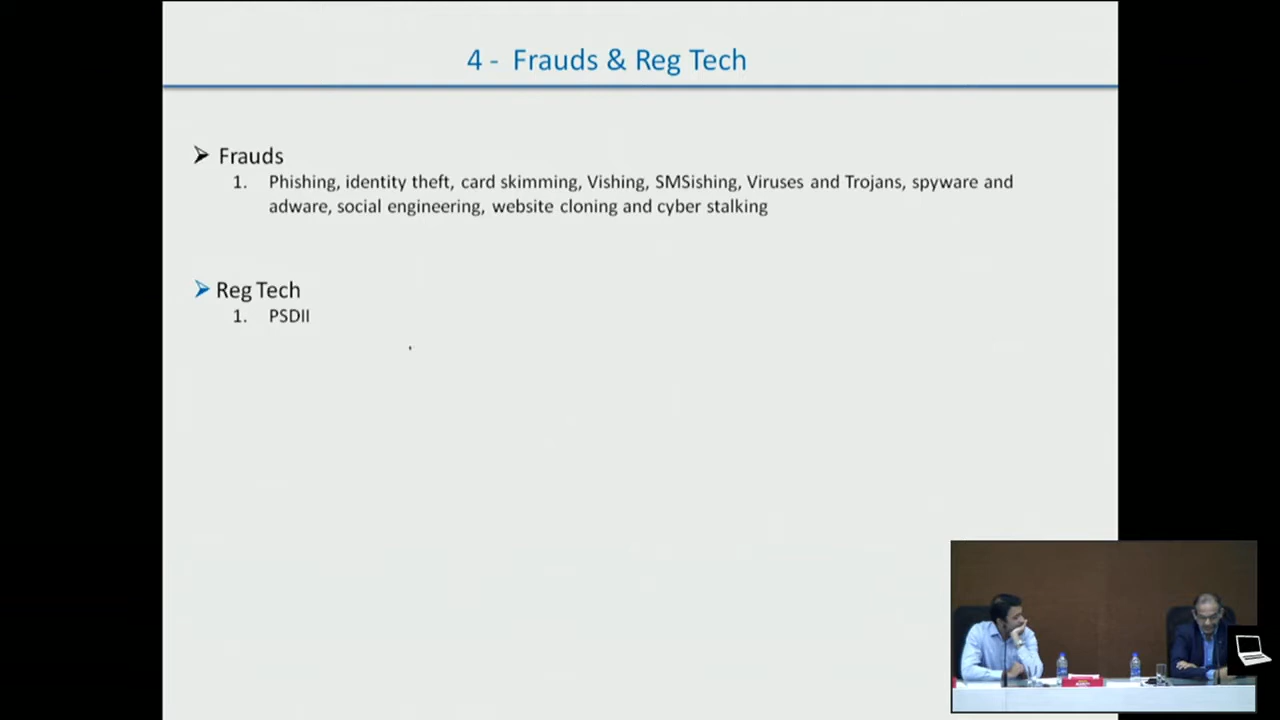 4 - Frauds & Reg Tech
➢ Frauds
1. Phishing, identity theft, card skimming, Vishing, SMSishing, Viruses and Trojans, spyware and
adware, social engineering, website cloning and cyber stalking
➢ Reg Tech
1. PSDII